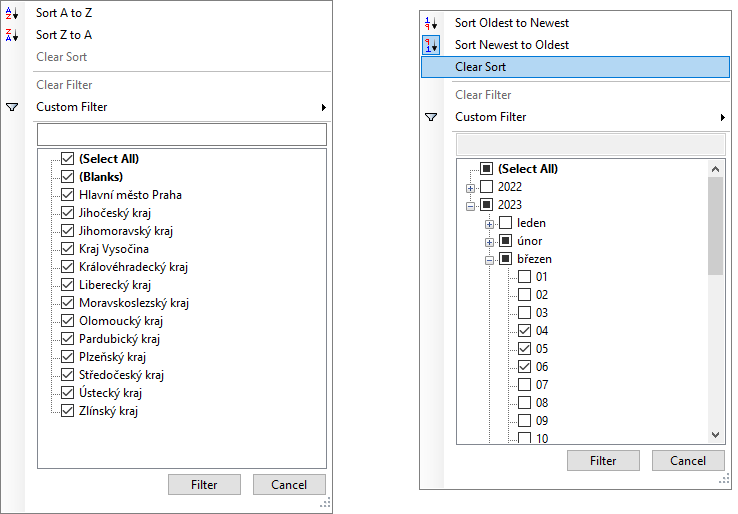 Sort A to Z
Sort Z to A
Clear Sort
Clear Filter
Custom Filter
(Select All)
(Blanks)
Hlavní město Praha
Jihočeský kraj
Jihomoravský kraj
Kraj Vysočina
Královéhradecký kraj
Liberecký kraj
Moravskoslezský kraj
Olomoucký kraj
Pardubický kraj
Plzeňský kraj
Středočeský kraj
Ústecký kraj
Zlínský kraj
Filter
Cancel
Sort Oldest to Newest
Sort Newest to Oldest
Clear Sort
Clear Filter
Custom Filter
(Select All)
2022
2023
leden
únor
březen
01
02
03
04
05
06
07
08
09
10
Filter
Cancel